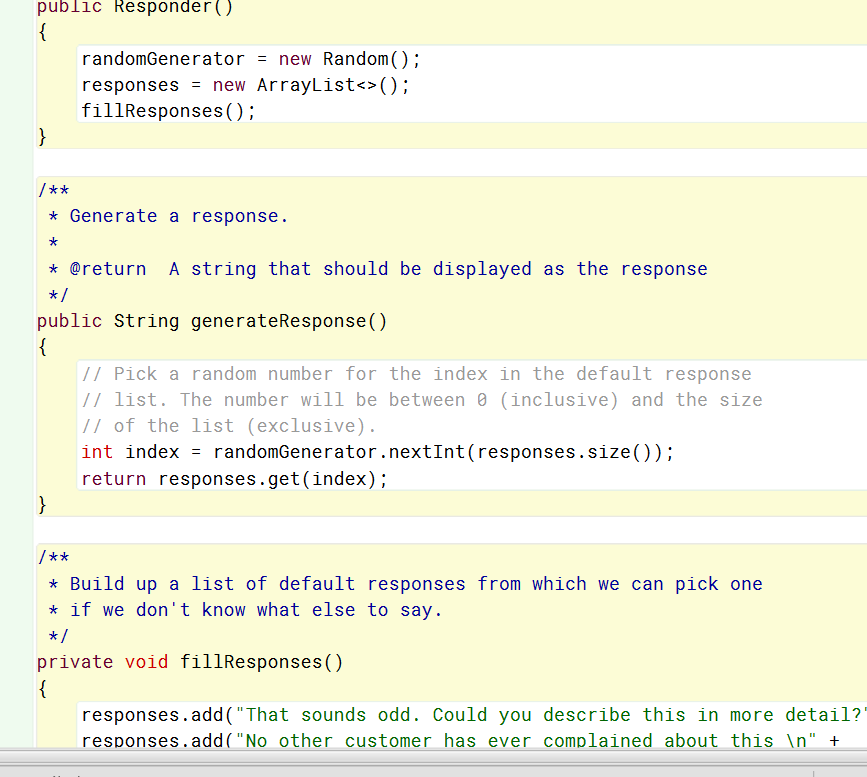 public Responder()
{
randomGenerator = new Random();
responses = new ArrayList<>();
fillResponses();
}
/**
* Generate a response.
*
* @return  A string that should be displayed as the response
*/
public String generateResponse()
{
// Pick a random number for the index in the default response
// list. The number will be between 0 (inclusive) and the size
// of the list (exclusive).
int index = randomGenerator.nextInt(responses.size());
return responses.get(index);
}
/**
* Build up a list of default responses from which we can pick one
* if we don't know what else to say.
*/
private void fillResponses()
{
responses.add("That sounds odd. Could you describe this in more detail?"
responses.add("No other customer has ever complained about this \n" +